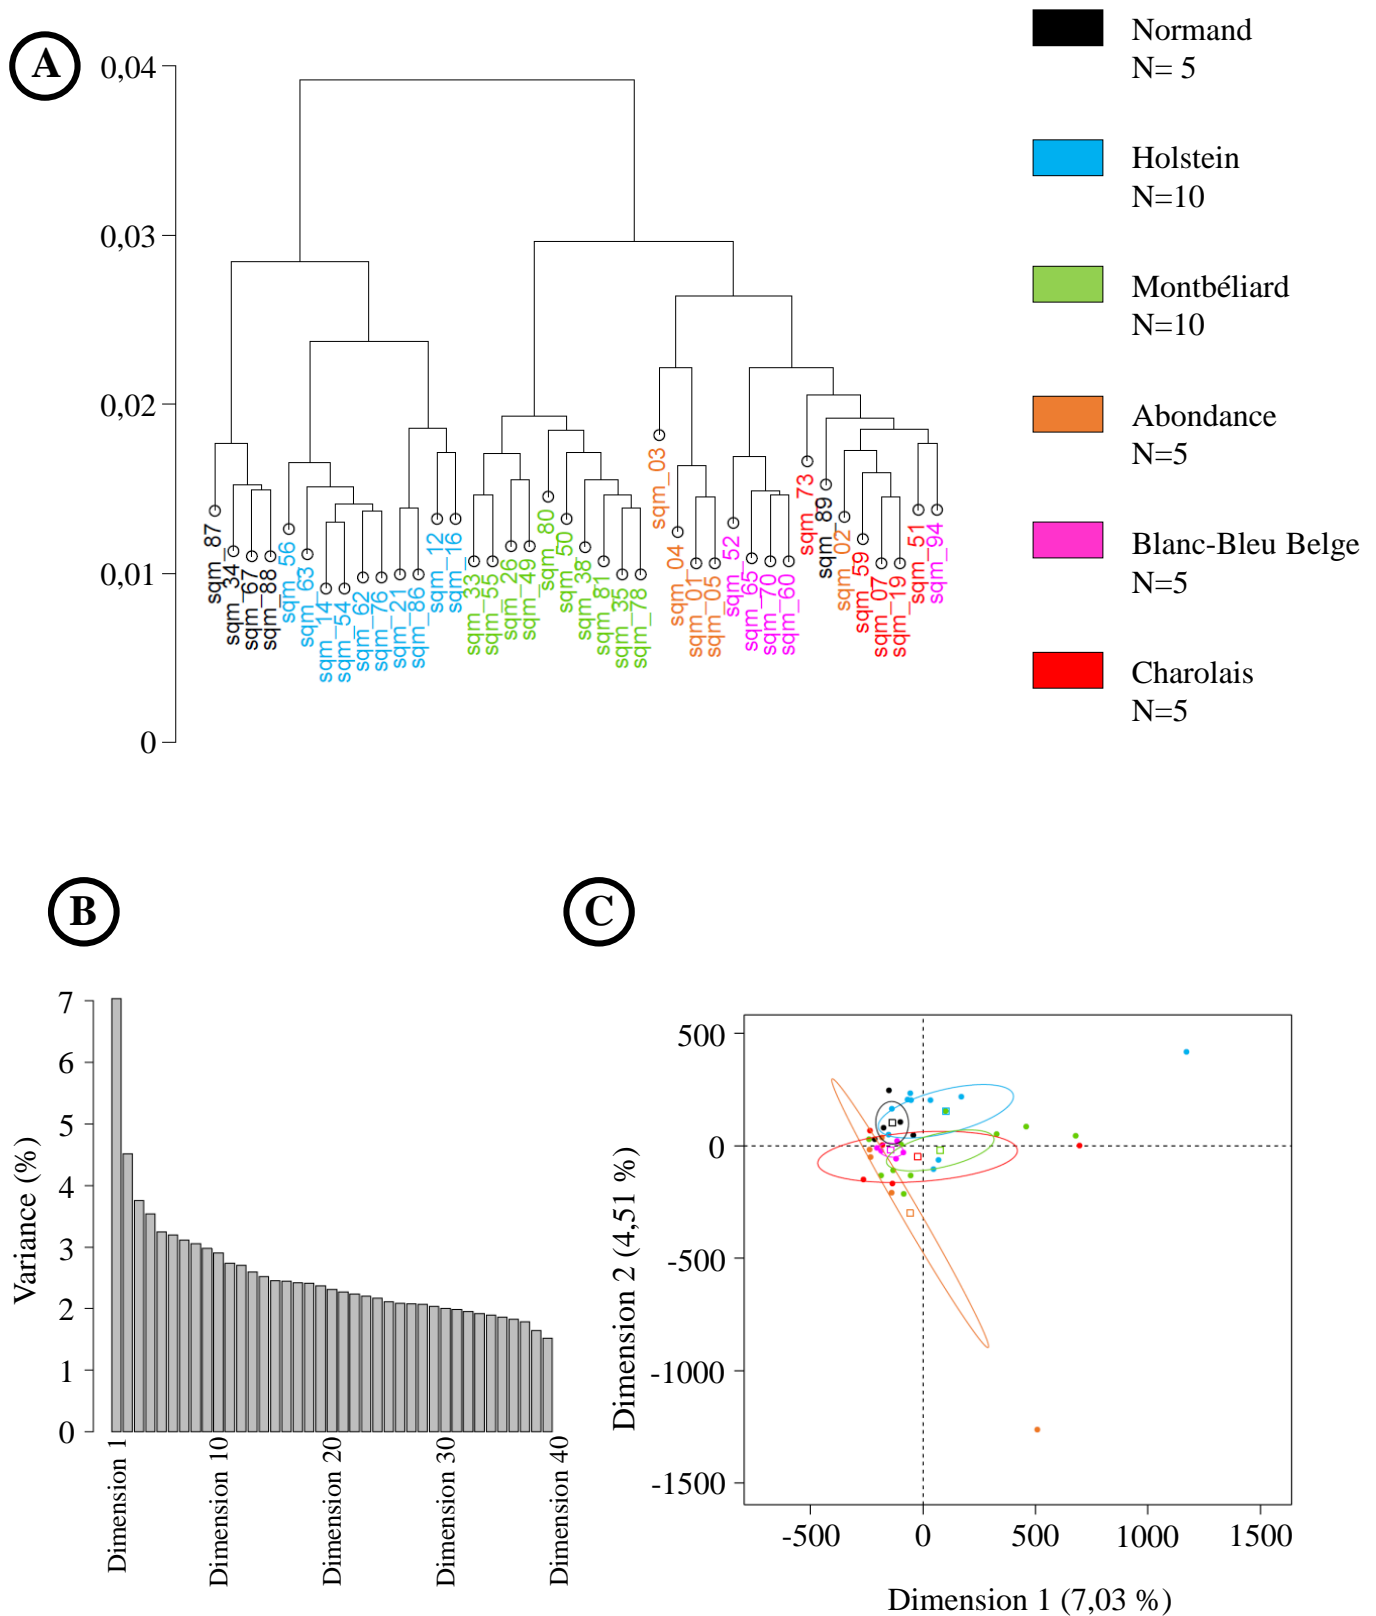 A
0,04
0,03
0,02
0,01
0
sqm_87
sqm_34
sqm_67
sqm_88
sqm_56
sqm_63
sqm_14
sqm_54
sqm_62
sqm_76
sqm_21
sqm_86
sqm_12
sqm_16
sqm_33
sqm_55
sqm_26
sqm_49
sqm_80
sqm_50
sqm_38
sqm_81
sqm_35
sqm_78
sqm_03
sqm_04
sqm_01
sqm_05
sqm_52
sqm_65
sqm_70
sqm_60
sqm_73
sqm_89
sqm_02
sqm_59
sqm_07
sqm_19
sqm_51
sqm_94
Normand
N= 5
Holstein
N=10
Montbéliard
N=10
Abondance
N=5
Blanc-Bleu Belge
N=5
Charolais
N=5
B
Variance (%)
7
6
5
4
3
2
1
0
Dimension 1
Dimension 10
Dimension 20
Dimension 30
Dimension 40
C
Dimension 2 (4,51 %)
500
0
-500
-1000
-1500
-500
0
500
1000
1500
Dimension 1 (7,03 %)